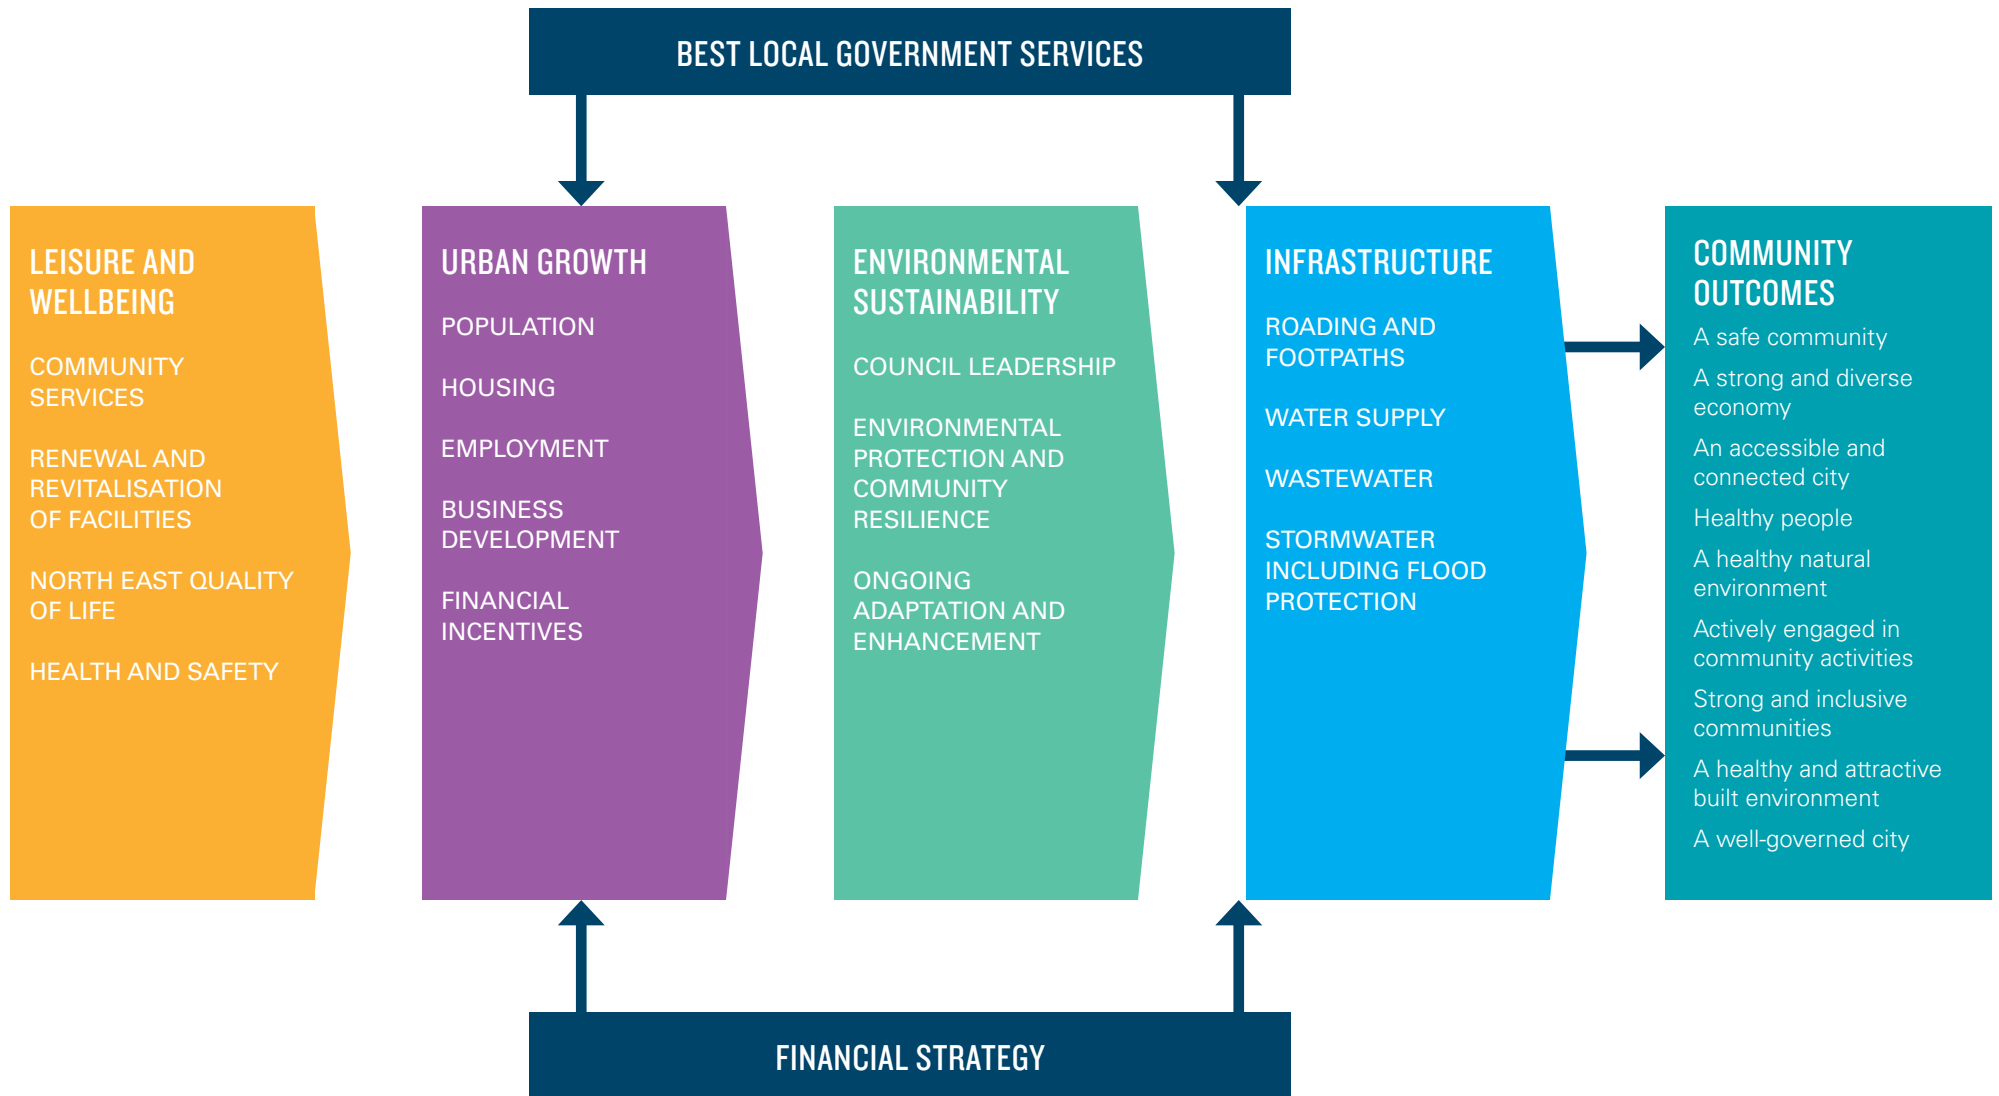 BEST LOCAL GOVERNMENT SERVICES
LEISURE AND
WELLBEING
COMMUNITY
SERVICES
RENEWAL AND
REVITALISATION
OF FACILITIES
NORTH EAST QUALITY
OF LIFE
HEALTH AND SAFETY
URBAN GROWTH
POPULATION
HOUSING
EMPLOYMENT
BUSINESS
DEVELOPMENT
FINANCIAL
INCENTIVES
ENVIRONMENTAL
SUSTAINABILITY
COUNCIL LEADERSHIP
ENVIRONMENTAL
PROTECTION AND
COMMUNITY
RESILIENCE
ONGOING
ADAPTATION AND
ENHANCEMENT
INFRASTRUCTURE
ROADING AND
FOOTPATHS
WATER SUPPLY
WASTEWATER
STORMWATER
INCLUDING FLOOD
PROTECTION
COMMUNITY
OUTCOMES
A safe community
A strong and diverse
economy
An accessible and
connected city
Healthy people
A healthy natural
environment
Actively engaged in
community activities
Strong and inclusive
communities
A healthy and attractive
built environment
A well-governed city
FINANCIAL STRATEGY